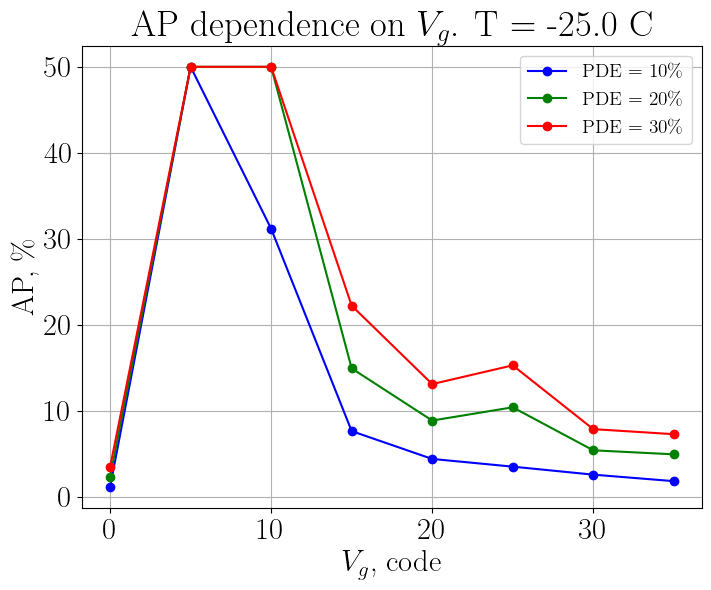 AP dependence on V_g. T = -25.0 C
PDE = 10%
PDE = 20%
PDE = 30%
AP, %
50
40
30
20
10
0
0 10 20 30
V_g, code